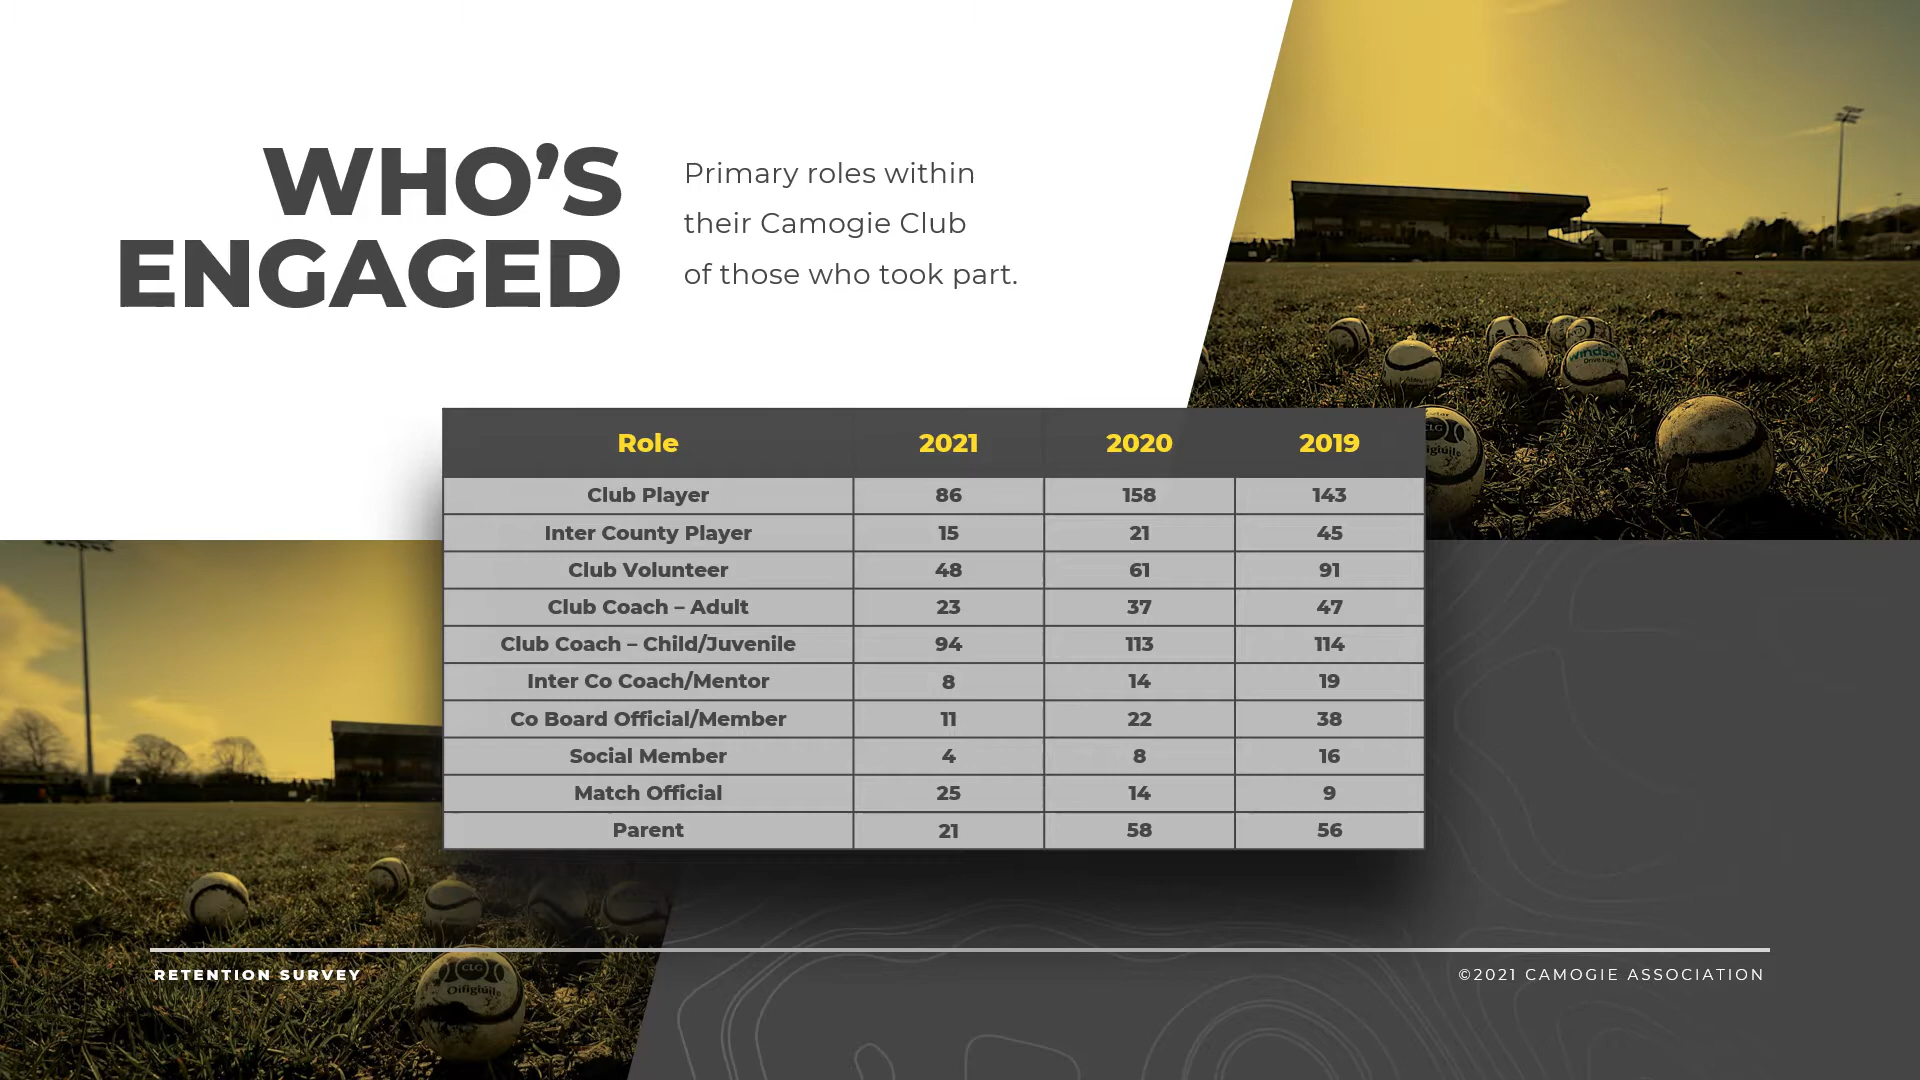 WHO’S
ENGAGED
Primary roles within
their Camogie Club
of those who took part.
Role 2021 2020 2019
Club Player 86 158 143
Inter County Player 15 21 45
Club Volunteer 48 61 91
Club Coach – Adult 23 37 47
Club Coach – Child/Juvenile 94 113 114
Inter Co Coach/Mentor 8 14 19
Co Board Official/Member 11 22 38
Social Member 4 8 16
Match Official 25 14 9
Parent 21 58 56
CLG
Oifigiúil
RETENTION SURVEY
©2021 CAMOGIE ASSOCIATION